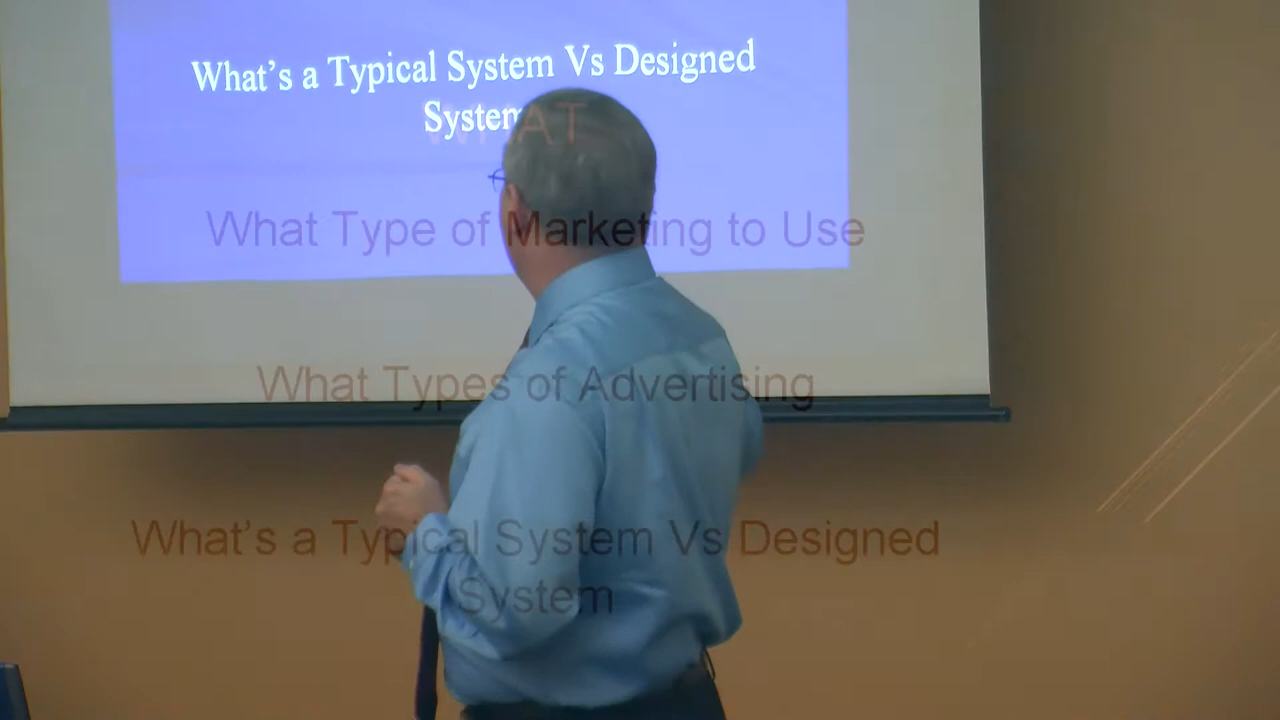 What's a Typical System Vs Designed
System
WHAT
What Type of Marketing to Use
What Types of Advertising
What's a Typical System Vs Designed
System